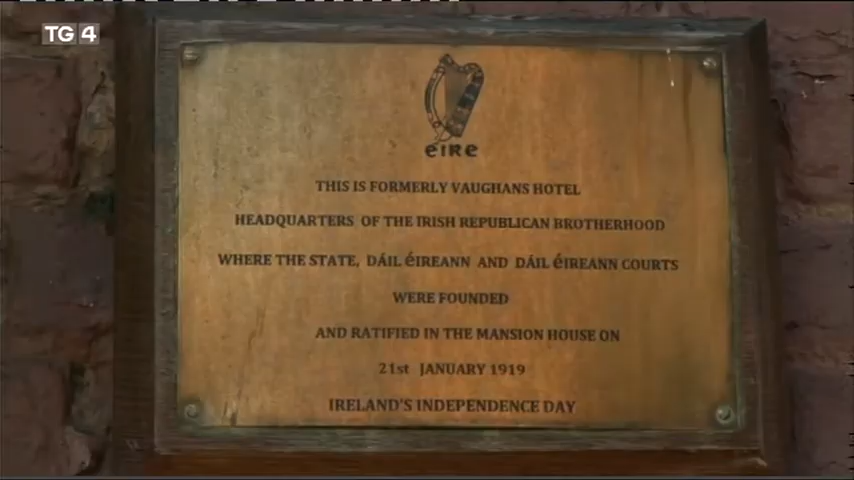 TG4
éiRe
THIS IS FORMERLY VAUGHANS HOTEL
HEADQUARTERS OF THE IRISH REPUBLICAN BROTHERHOOD
WHERE THE STATE, DÁIL éIREANN AND DÁIL éIREANN COURTS
WERE FOUNDED
AND RATIFIED IN THE MANSION HOUSE ON
21st JANUARY 1919
IRELAND'S INDEPENDENCE DAY